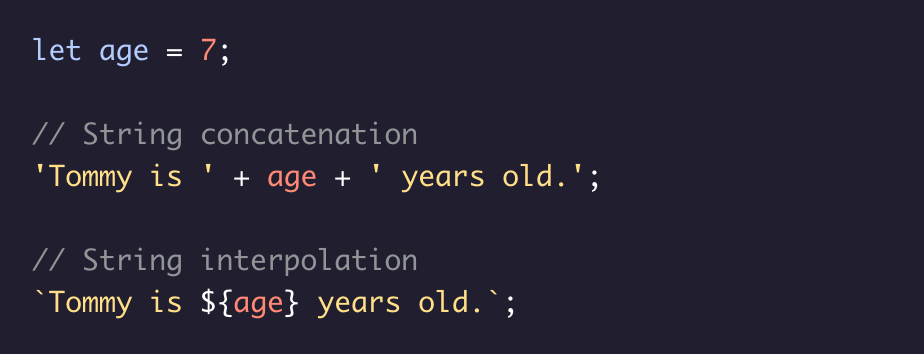 let age = 7;
// String concatenation
'Tommy is ' + age + ' years old.';
// String interpolation
`Tommy is ${age} years old.`;